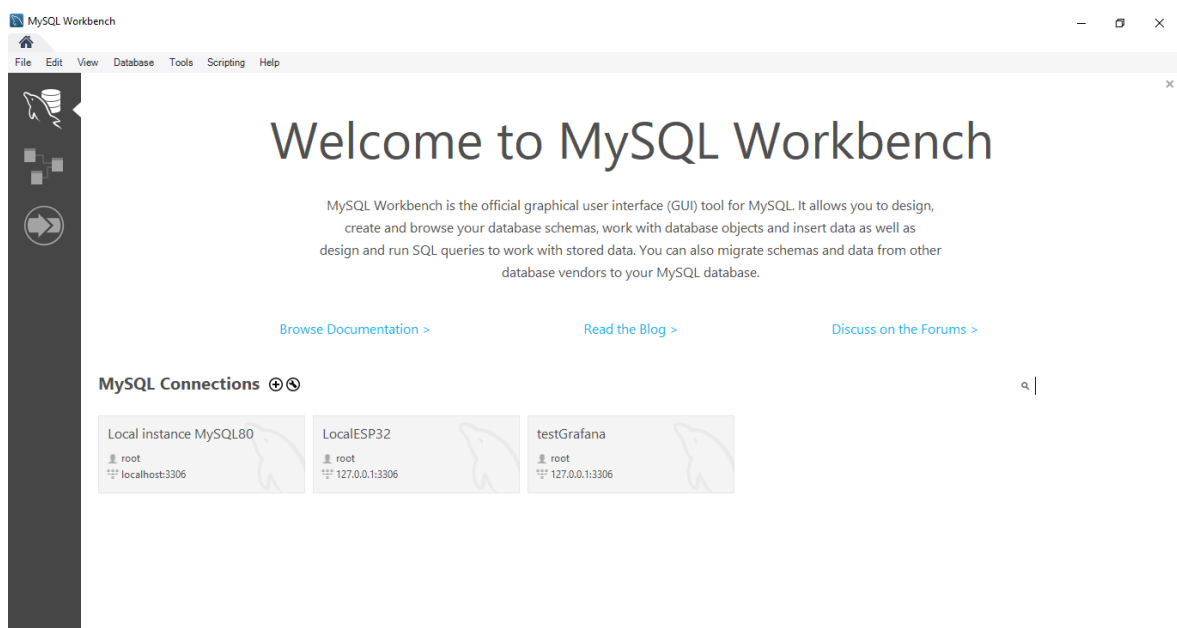 MySQL Workbench
File Edit View Database Tools Scripting Help
Welcome to MySQL Workbench
MySQL Workbench is the official graphical user interface (GUI) tool for MySQL. It allows you to design,
create and browse your database schemas, work with database objects and insert data as well as
design and run SQL queries to work with stored data. You can also migrate schemas and data from other
database vendors to your MySQL database.
Browse Documentation > Read the Blog > Discuss on the Forums >
MySQL Connections
Local instance MySQL80
root
localhost:3306
LocalESP32
root
127.0.0.1:3306
testGrafana
root
127.0.0.1:3306